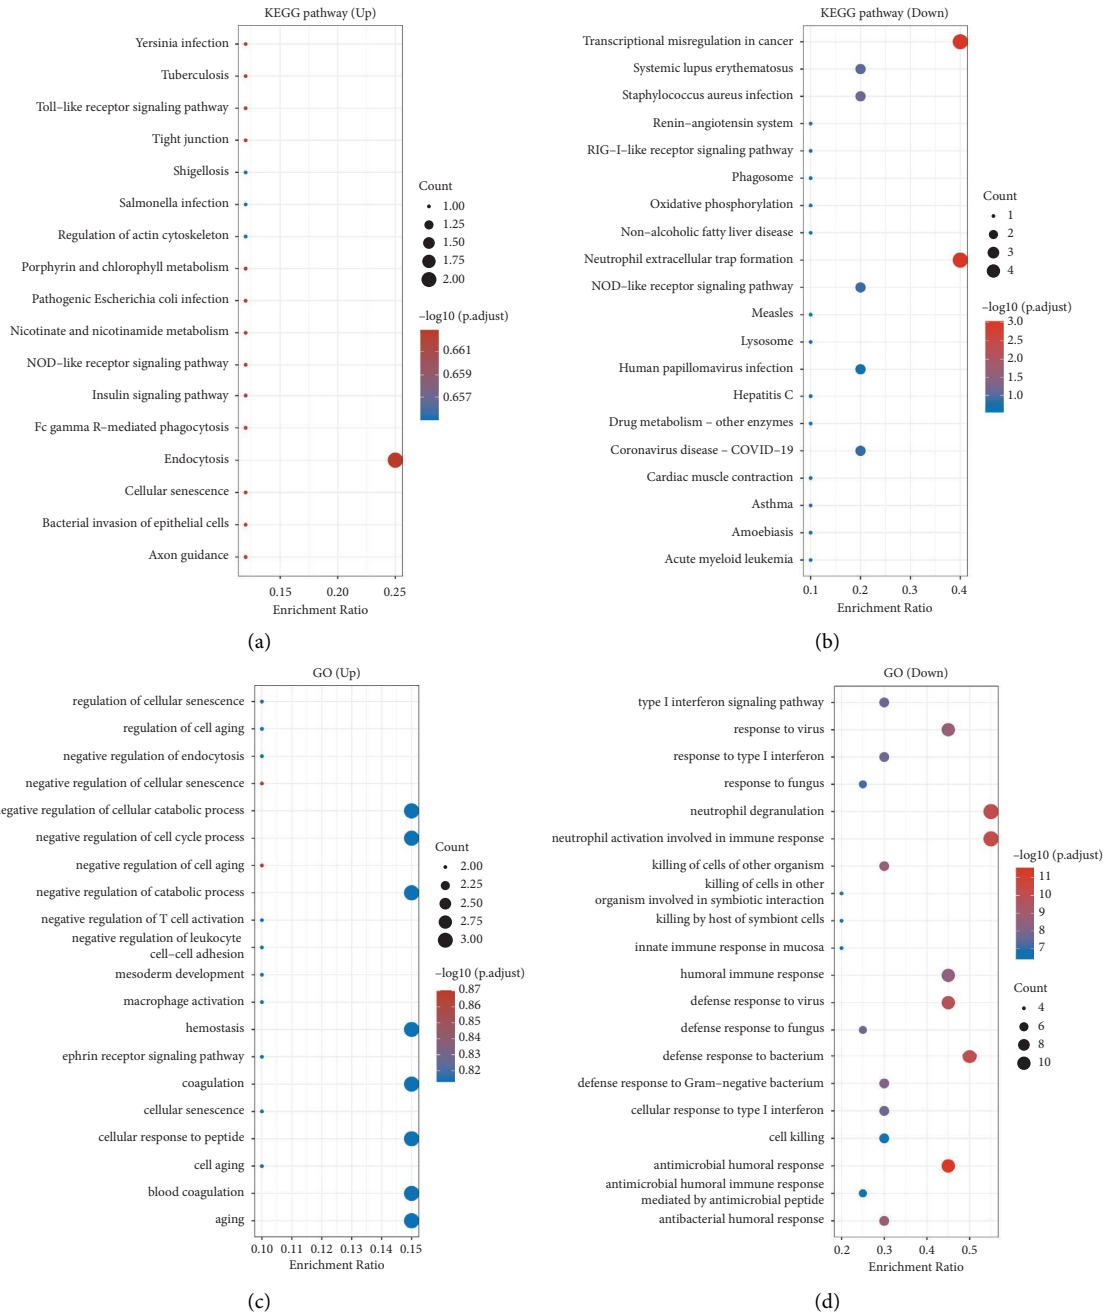 KEGG pathway (Up)
Yersinia infection
Tuberculosis
Toll–like receptor signaling pathway
Tight junction
Shigellosis
Salmonella infection
Regulation of actin cytoskeleton
Porphyrin and chlorophyll metabolism
Pathogenic Escherichia coli infection
Nicotinate and nicotinamide metabolism
NOD–like receptor signaling pathway
Insulin signaling pathway
Fc gamma R–mediated phagocytosis
Endocytosis
Cellular senescence
Bacterial invasion of epithelial cells
Axon guidance
0.15 0.20 0.25
Enrichment Ratio
Count
1.00
1.25
1.50
1.75
2.00
–log10 (p.adjust)
0.661
0.659
0.657
(a)
KEGG pathway (Down)
Transcriptional misregulation in cancer
Systemic lupus erythematosus
Staphylococcus aureus infection
Renin–angiotensin system
RIG–I–like receptor signaling pathway
Phagosome
Oxidative phosphorylation
Non–alcoholic fatty liver disease
Neutrophil extracellular trap formation
NOD–like receptor signaling pathway
Measles
Lysosome
Human papillomavirus infection
Hepatitis C
Drug metabolism – other enzymes
Coronavirus disease – COVID–19
Cardiac muscle contraction
Asthma
Amoebiasis
Acute myeloid leukemia
0.1 0.2 0.3 0.4
Enrichment Ratio
Count
1
2
3
4
–log10 (p.adjust)
3.0
2.5
2.0
1.5
1.0
(b)
GO (Up)
regulation of cellular senescence
regulation of cell aging
negative regulation of endocytosis
negative regulation of cellular senescence
negative regulation of cellular catabolic process
negative regulation of cell cycle process
negative regulation of cell aging
negative regulation of catabolic process
negative regulation of T cell activation
negative regulation of leukocyte
cell–cell adhesion
mesoderm development
macrophage activation
hemostasis
ephrin receptor signaling pathway
coagulation
cellular senescence
cellular response to peptide
cell aging
blood coagulation
aging
0.10 0.11 0.12 0.13 0.14 0.15
Enrichment Ratio
Count
2.00
2.25
2.50
2.75
3.00
–log10 (p.adjust)
0.87
0.86
0.85
0.84
0.83
0.82
(c)
GO (Down)
type I interferon signaling pathway
response to virus
response to type I interferon
response to fungus
neutrophil degranulation
neutrophil activation involved in immune response
killing of cells of other organism
killing of cells in other
organism involved in symbiotic interaction
killing by host of symbiont cells
innate immune response in mucosa
humoral immune response
defense response to virus
defense response to fungus
defense response to bacterium
defense response to Gram–negative bacterium
cellular response to type I interferon
cell killing
antimicrobial humoral response
antimicrobial humoral immune response
mediated by antimicrobial peptide
antibacterial humoral response
0.2 0.3 0.4 0.5
Enrichment Ratio
–log10 (p.adjust)
11
10
9
8
7
Count
4
6
8
10
(d)